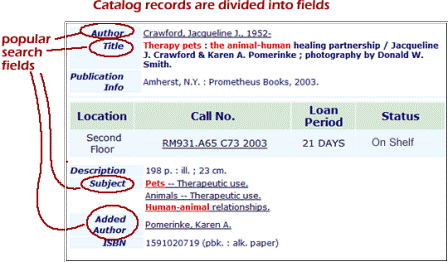 Catalog records are divided into fields
popular
search
fields
Author Crawford, Jacqueline J., 1952-
Title Therapy pets : the animal-human healing partnership / Jacqueline
J. Crawford & Karen A. Pomerinke ; photography by Donald W.
Smith.
Publication
Info Amherst, N.Y. : Prometheus Books, 2003.
Location Call No. Loan
Period Status
Second
Floor RM931.A65 C73 2003 21 DAYS On Shelf
Description 198 p. : ill. ; 23 cm.
Subject Pets -- Therapeutic use.
Animals -- Therapeutic use.
Human-animal relationships.
Added
Author Pomerinke, Karen A.
ISBN 1591020719 (pbk. : alk. paper)